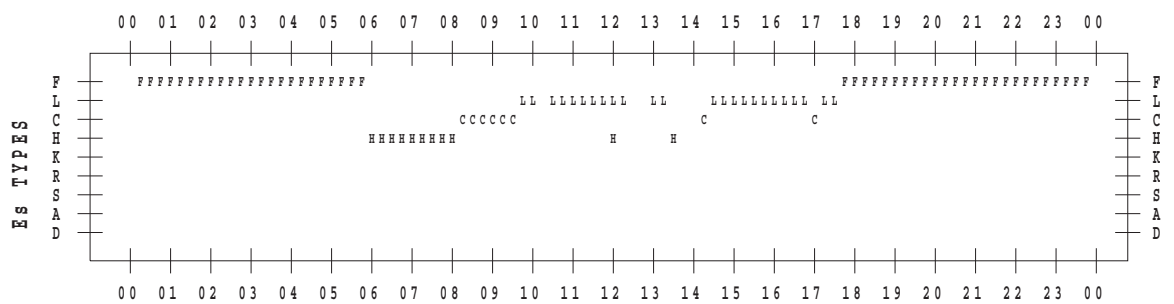 00 01 02 03 04 05 06 07 08 09 10 11 12 13 14 15 16 17 18 19 20 21 22 23 00
F FFFFFFFFFFFFFFFFFFFFFFF FFFFFFFFFFFFFFFFFFFFFFFFF F
L LL LLLLLLLL LL LLLLLLLLLL LL L
C CCCCCC C C C
H HHHHHHHHH H H H
K K
R R
S S
A A
D D
Es TYPES
00 01 02 03 04 05 06 07 08 09 10 11 12 13 14 15 16 17 18 19 20 21 22 23 00